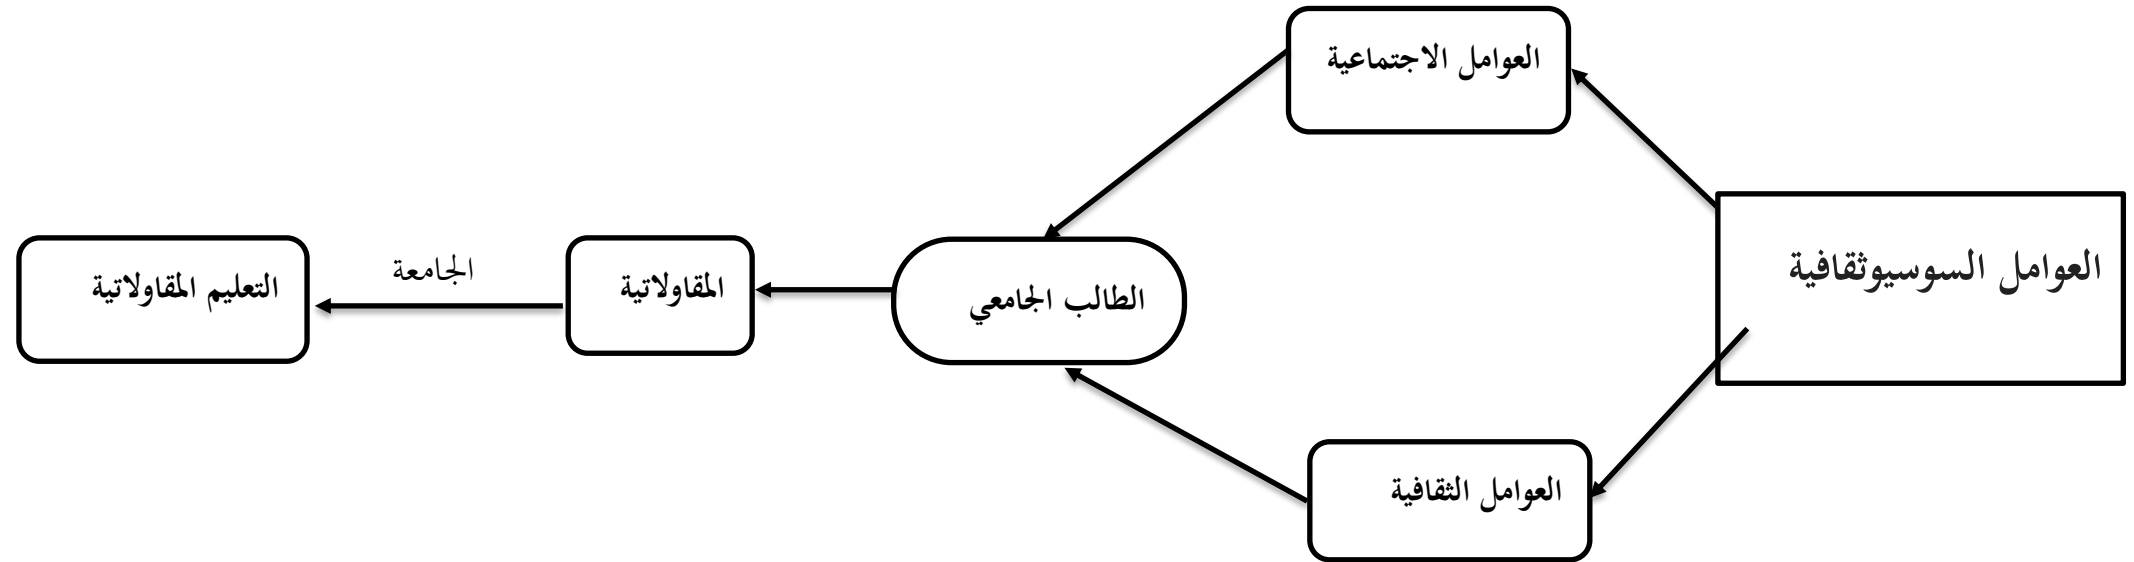 العوامل الاجتماعية
العوامل السوسيوثقافية
الطالب الجامعي
المقاولاتية
الجامعة
التعليم المقاولاتية
العوامل الثقافية